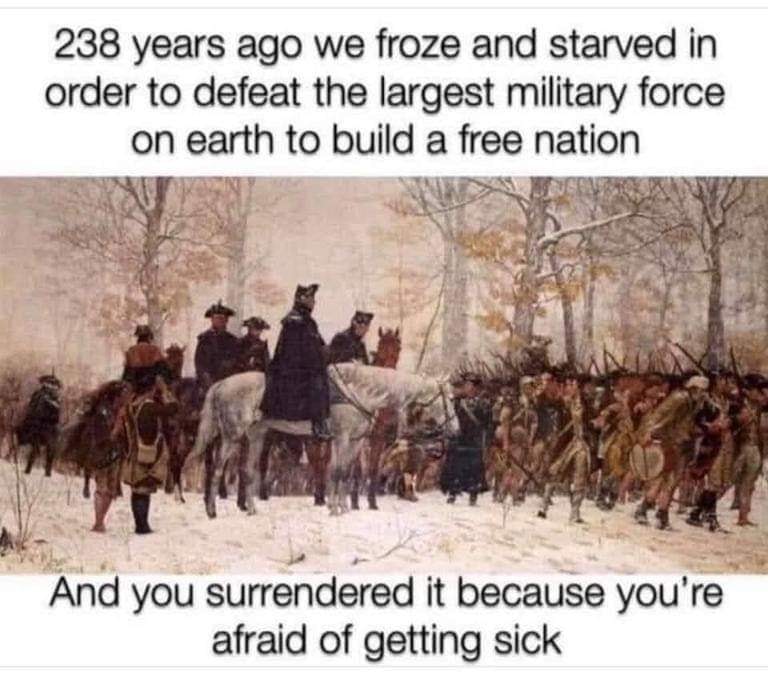 238 years ago we froze and starved in
order to defeat the largest military force
on earth to build a free nation
And you surrendered it because you're
afraid of getting sick